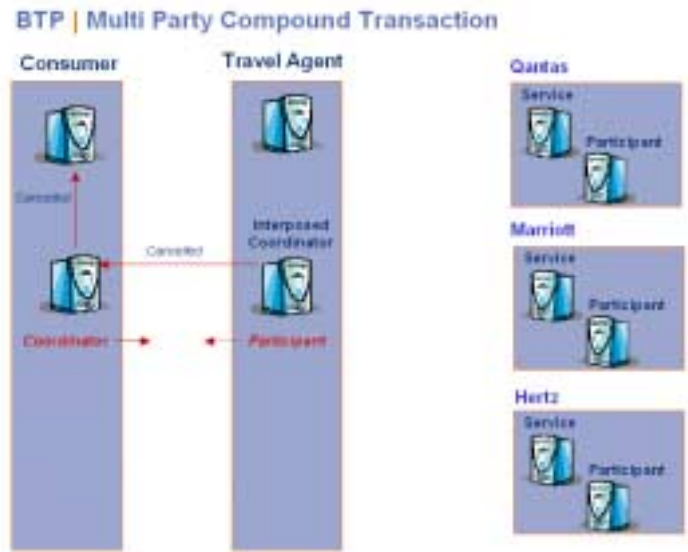 BTP | Multi Party Compound Transaction
Consumer
Travel Agent
Qantas
Service
Participant
Cancelled
Interposed
Coordinator
Cancelled
Marriott
Service
Participant
Coordinator
Participant
Hertz
Service
Participant